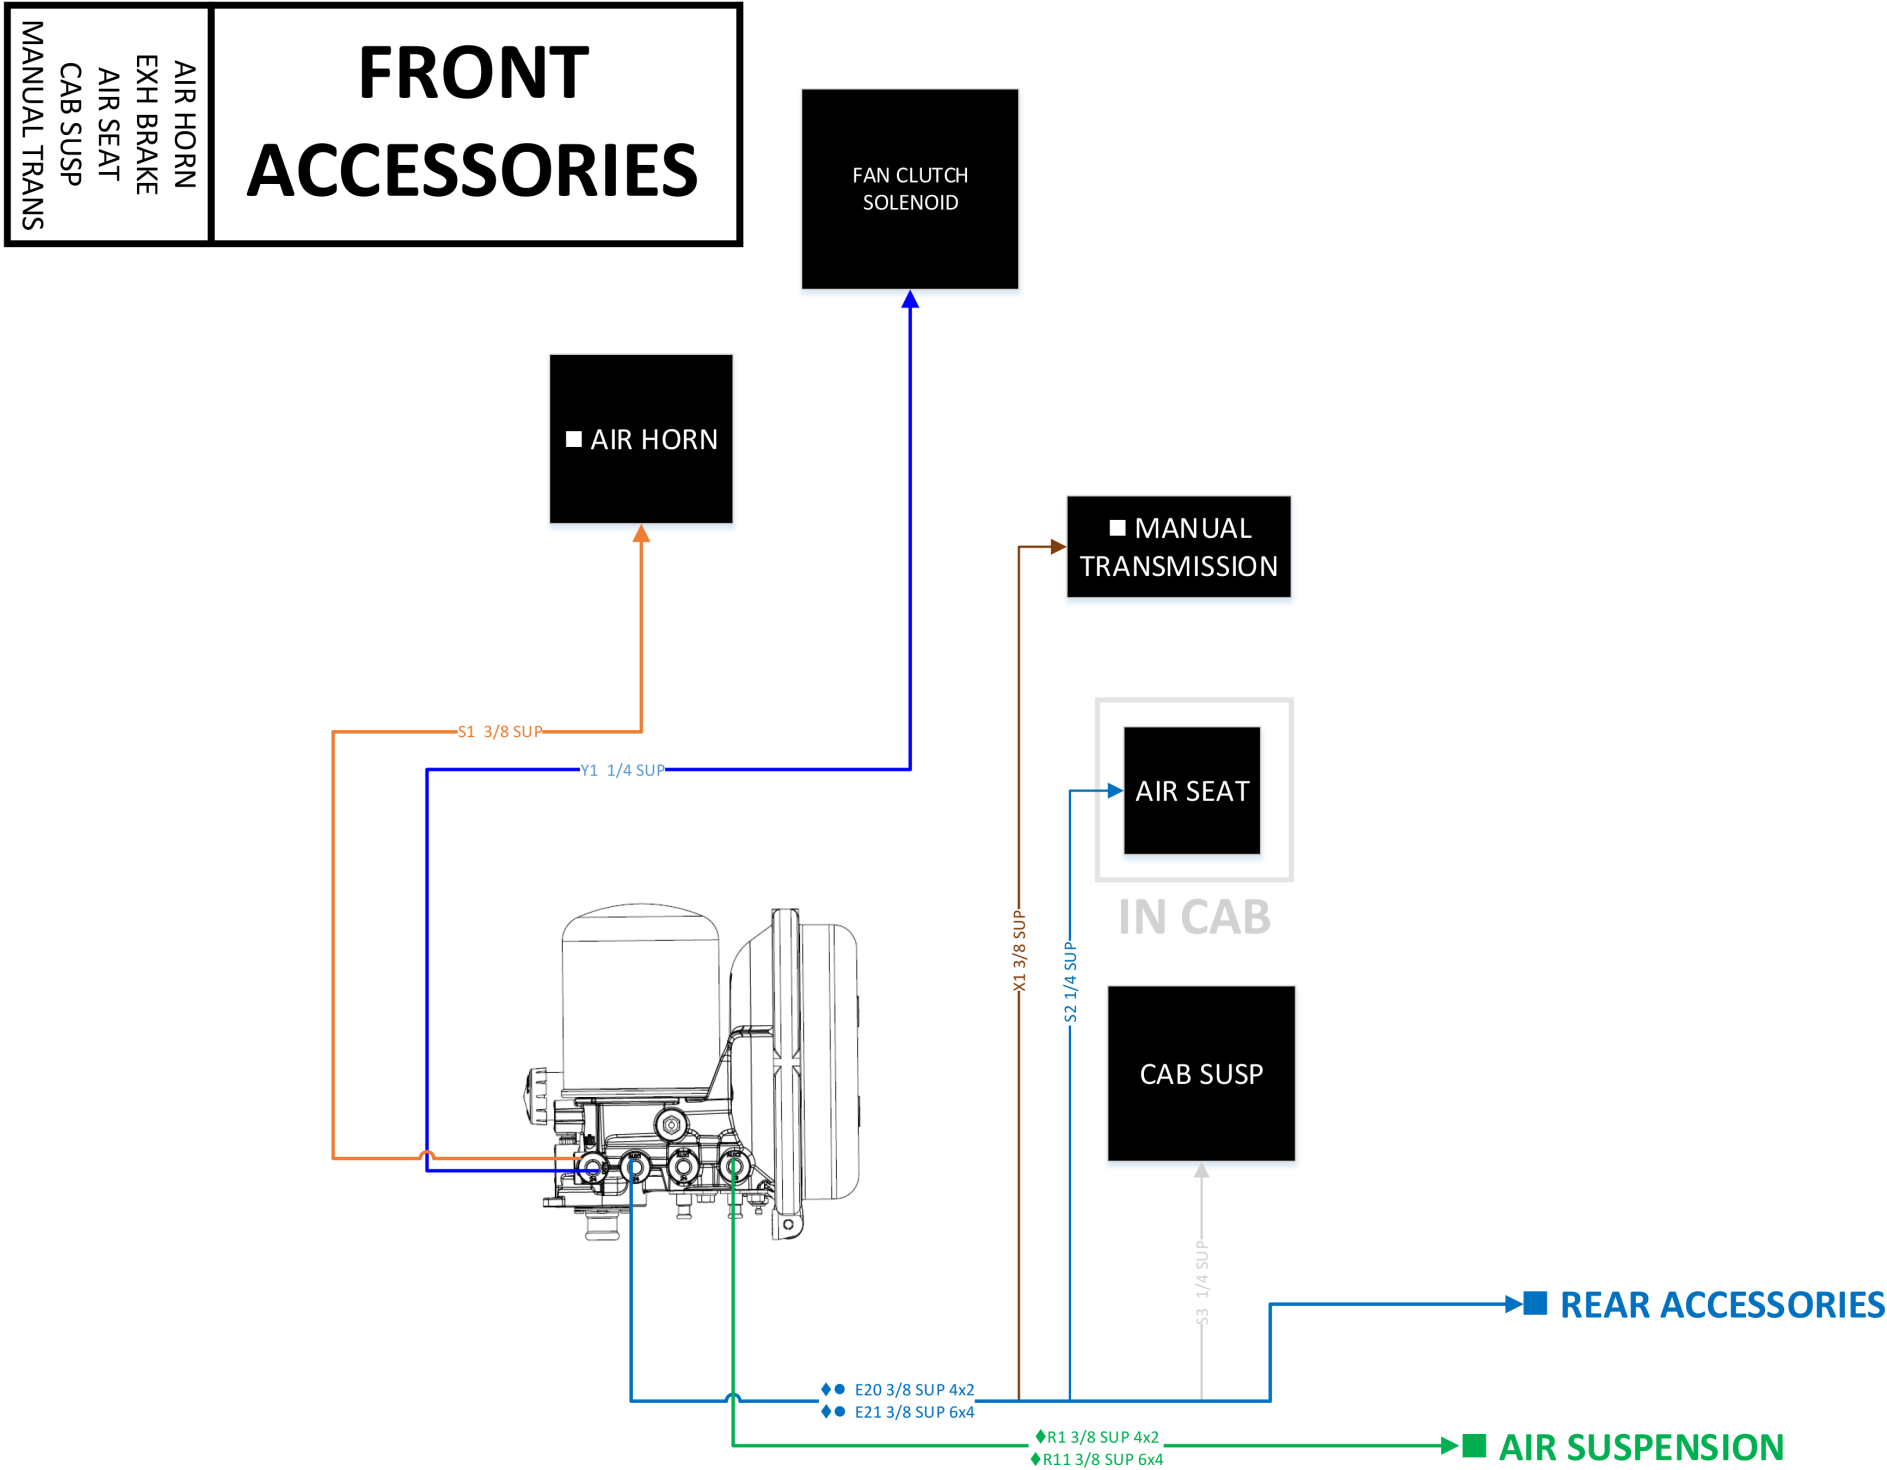 AIR HORN
EXH BRAKE
AIR SEAT
CAB SUSP
MANUAL TRANS
FRONT
ACCESSORIES
FAN CLUTCH
SOLENOID
■ AIR HORN
■ MANUAL
TRANSMISSION
S1 3/8 SUP
Y1 1/4 SUP
AIR SEAT
IN CAB
X1 3/8 SUP
S2 1/4 SUP
CAB SUSP
S3 1/4 SUP
■ REAR ACCESSORIES
♦● E20 3/8 SUP 4x2
♦● E21 3/8 SUP 6x4
♦R1 3/8 SUP 4x2
♦R11 3/8 SUP 6x4
■ AIR SUSPENSION